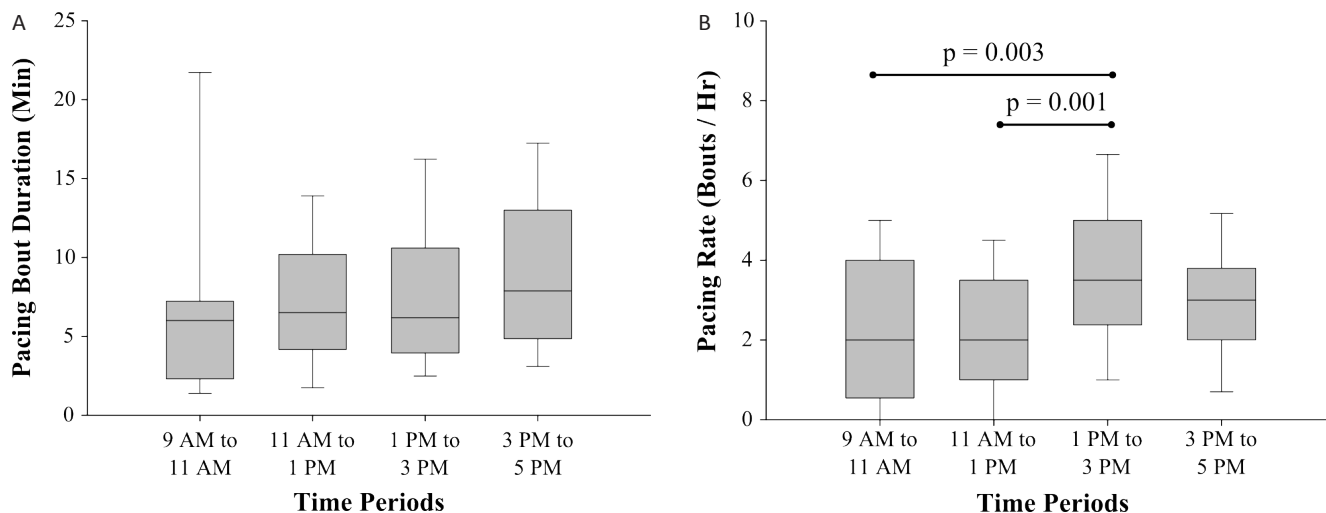 A
Pacing Bout Duration (Min)
25
20
15
10
5
0
9 AM to
11 AM
11 AM to
1 PM
1 PM to
3 PM
3 PM to
5 PM
Time Periods
B
Pacing Rate (Bouts / Hr)
10
8
6
4
2
0
p = 0.003
p = 0.001
9 AM to
11 AM
11 AM to
1 PM
1 PM to
3 PM
3 PM to
5 PM
Time Periods